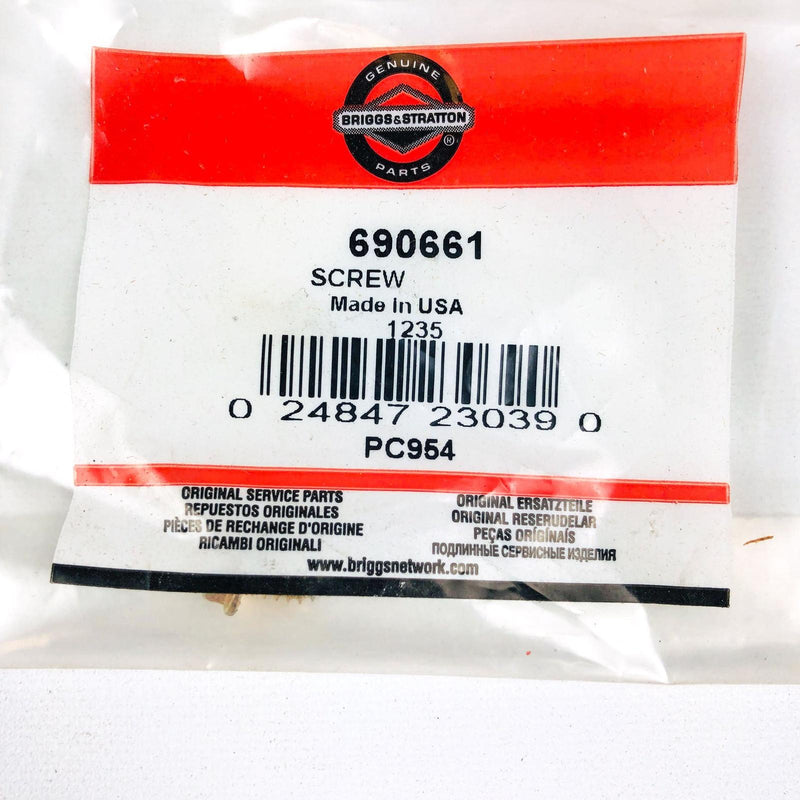 GENUINE
BRIGGS&STRATTON
®
PARTS
690661
SCREW
Made In USA
1235
0 24847 23039 0
PC954
ORIGINAL SERVICE PARTS
REPUESTOS ORIGINALES
PIÈCES DE RECHANGE D'ORIGINE
RICAMBI ORIGINALI
ORIGINAL ERSATZTEILE
ORIGINAL RESERUDELAR
PEÇAS ORIGINAIS
ПОДЛИННЫЕ СЕРВИСНЫЕ ИЗДЕЛИЯ
www.briggsnetwork.com